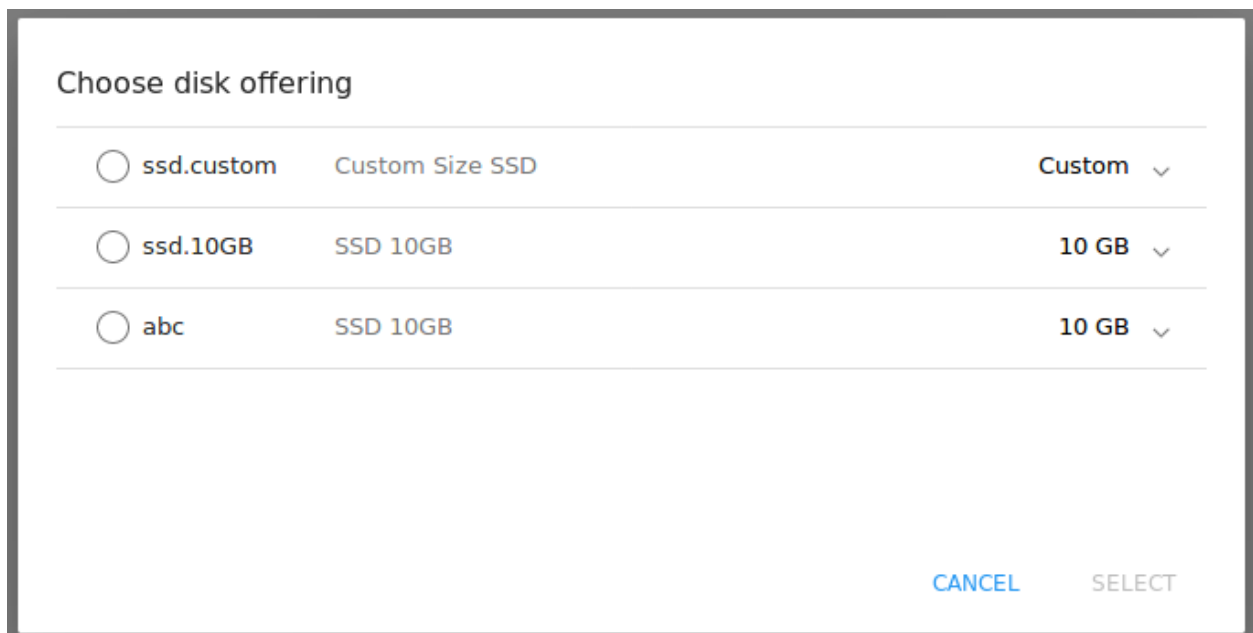 Choose disk offering
ssd.custom Custom Size SSD Custom
ssd.10GB SSD 10GB 10 GB
abc SSD 10GB 10 GB
CANCEL SELECT